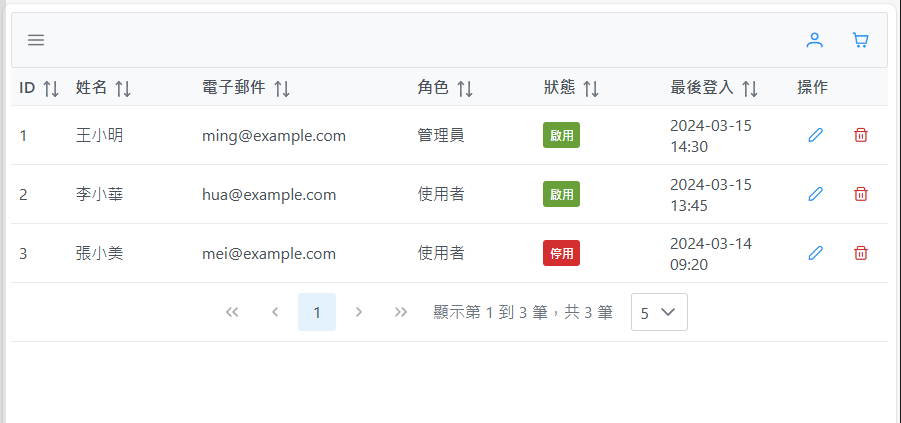 ID 姓名 電子郵件 角色 狀態 最後登入 操作
1 王小明 ming@example.com 管理員 啟用 2024-03-15
14:30
2 李小華 hua@example.com 使用者 啟用 2024-03-15
13:45
3 張小美 mei@example.com 使用者 停用 2024-03-14
09:20
1 顯示第 1 到 3 筆，共 3 筆 5